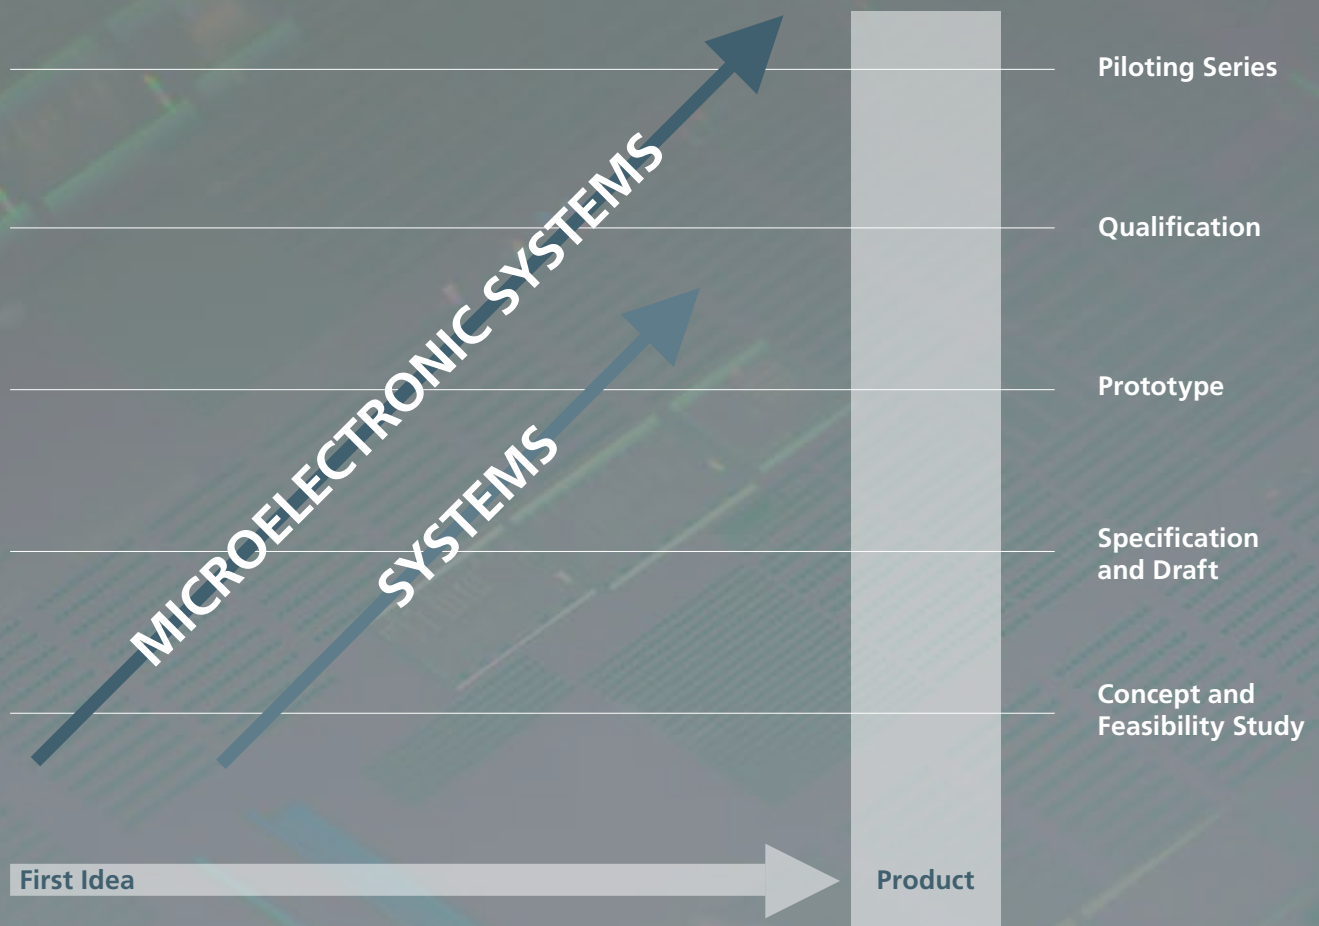 Piloting Series
MICROELECTRONIC SYSTEMS
Qualification
Prototype
SYSTEMS
Specification
and Draft
Concept and
Feasibility Study
First Idea
Product